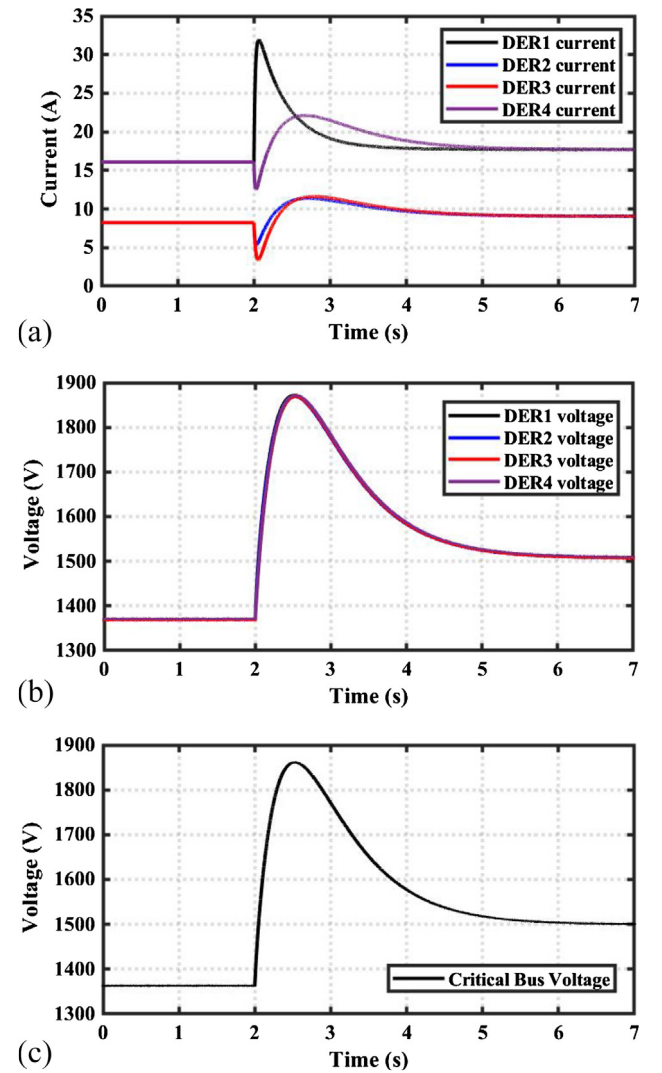 35
30
25
20
15
10
5
0
Current (A)
DER1 current
DER2 current
DER3 current
DER4 current
0 1 2 3 4 5 6 7
Time (s)
(a)
1900
1800
1700
1600
1500
1400
1300
Voltage (V)
DER1 voltage
DER2 voltage
DER3 voltage
DER4 voltage
0 1 2 3 4 5 6 7
Time (s)
(b)
1900
1800
1700
1600
1500
1400
1300
Voltage (V)
Critical Bus Voltage
0 1 2 3 4 5 6 7
Time (s)
(c)